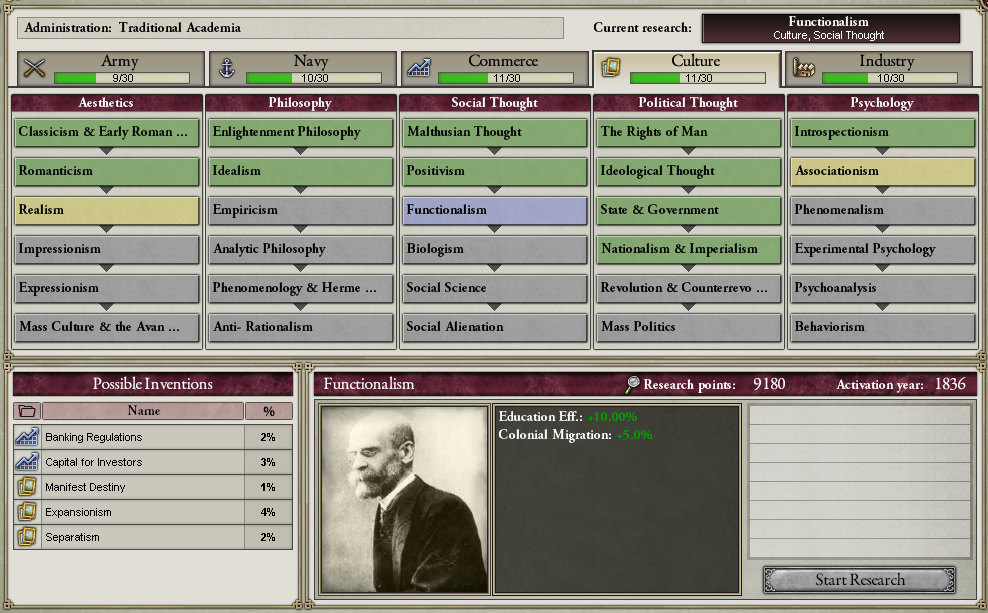 Administration: Traditional Academia
Current research:
Functionalism
Culture, Social Thought
Army
9/30
Navy
10/30
Commerce
11/30
Culture
11/30
Industry
10/30
Aesthetics
Philosophy
Social Thought
Political Thought
Psychology
Classicism & Early Roman ...
Enlightenment Philosophy
Malthusian Thought
The Rights of Man
Introspectionism
Romanticism
Idealism
Positivism
Ideological Thought
Associationism
Realism
Empiricism
Functionalism
State & Government
Phenomenalism
Impressionism
Analytic Philosophy
Biologism
Nationalism & Imperialism
Experimental Psychology
Expressionism
Phenomenology & Herme ...
Social Science
Revolution & Counterrevo ...
Psychoanalysis
Mass Culture & the Avan ...
Anti- Rationalism
Social Alienation
Mass Politics
Behaviorism
Possible Inventions
Name
%
Banking Regulations
2%
Capital for Investors
3%
Manifest Destiny
1%
Expansionism
4%
Separatism
2%
Functionalism
Research points: 9180
Activation year: 1836
Education Eff.: +10.00%
Colonial Migration: +5.0%
Start Research